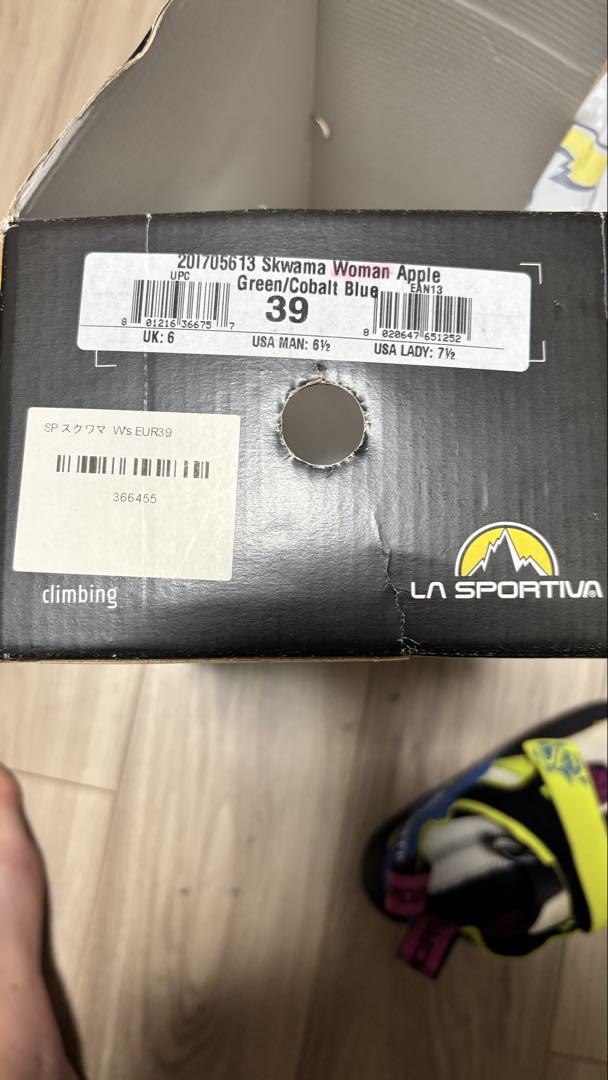 201705613 Skwama Woman Apple
Green/Cobalt Blue
UPC
EAN13
39
8 01216 36675 7
8 020647 651252
UK: 6
USA MAN: 6½
USA LADY: 7½
SP スクワマ W's EUR39
366455
climbing
LA SPORTIVA®